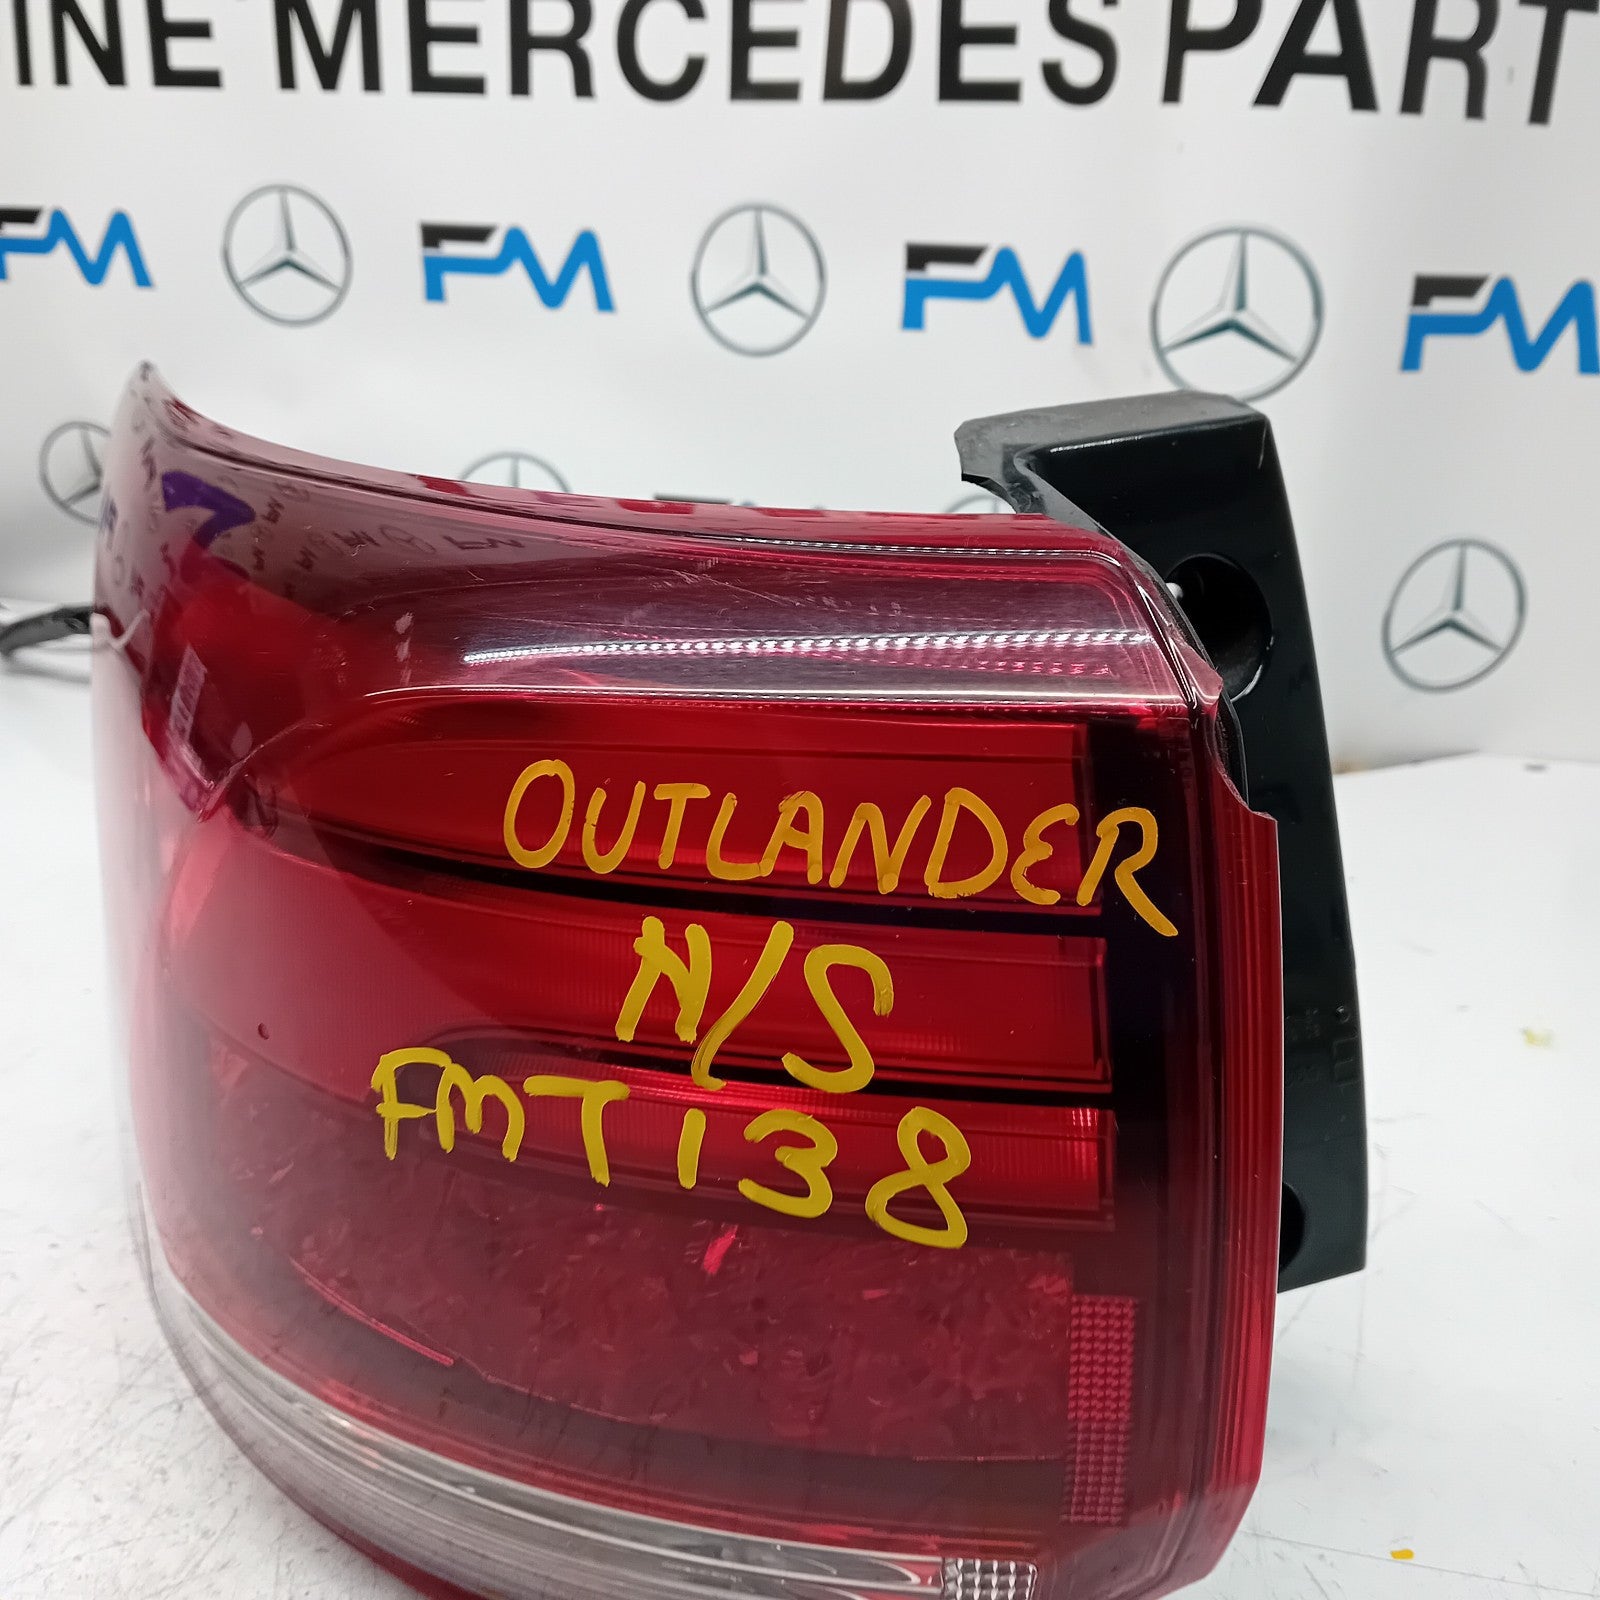 INE MERCEDES PART
FM FM FM FM
OUTLANDER
N/S
FMT138